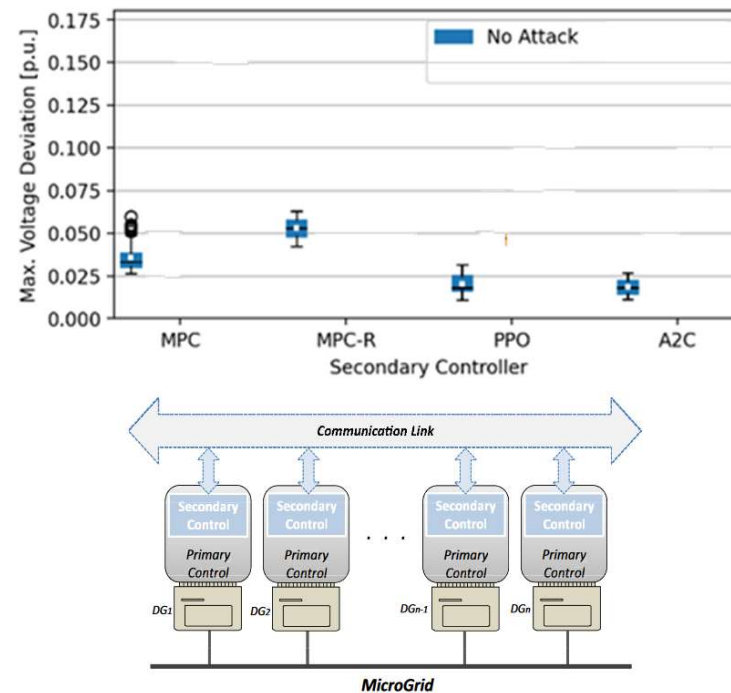 0.175
0.150
0.125
0.100
0.075
0.050
0.025
0.000
Max. Voltage Deviation [p.u.]
No Attack
MPC MPC-R PPO A2C
Secondary Controller
Communication Link
Secondary Control Secondary Control Secondary Control Secondary Control
. . .
Primary Control Primary Control Primary Control Primary Control
DG1 DG2 DGn-1 DGn
MicroGrid